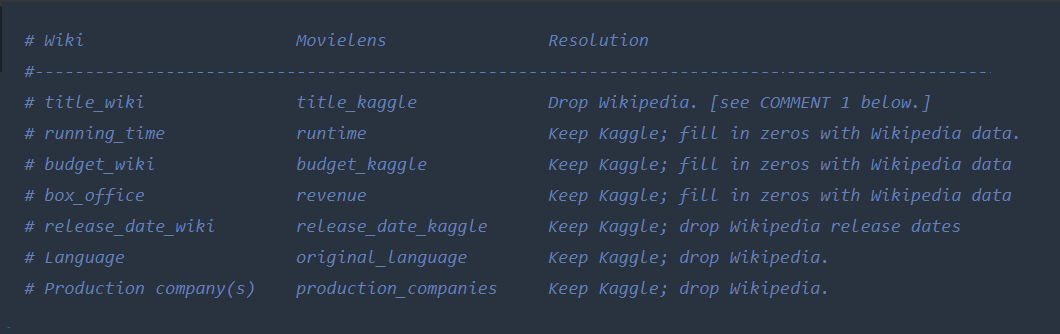 # Wiki                     Movielens                Resolution
#-----------------------------------------------------------------------------------------------
# title_wiki               title_kaggle             Drop Wikipedia. [see COMMENT 1 below.]
# running_time             runtime                  Keep Kaggle; fill in zeros with Wikipedia data.
# budget_wiki              budget_kaggle            Keep Kaggle; fill in zeros with Wikipedia data
# box_office               revenue                  Keep Kaggle; fill in zeros with Wikipedia data
# release_date_wiki        release_date_kaggle      Keep Kaggle; drop Wikipedia release dates
# Language                 original_language        Keep Kaggle; drop Wikipedia.
# Production company(s)    production_companies     Keep Kaggle; drop Wikipedia.